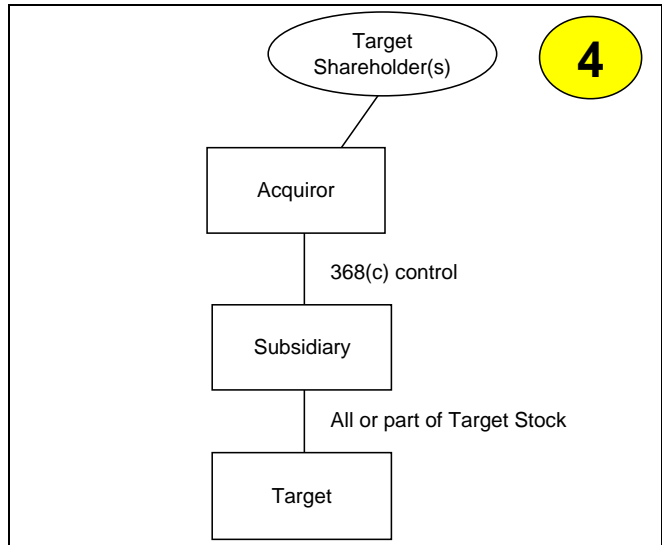 Target
Shareholder(s)
4
Acquiror
368(c) control
Subsidiary
All or part of Target Stock
Target